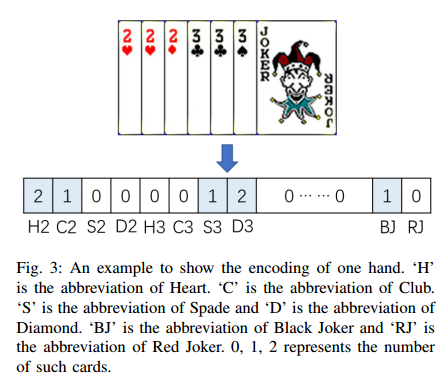 2 2 2 3 3 3 JOKER JOKER
2 1 0 0 0 0 1 2 0 ⋯⋯ 0 1 0
H2 C2 S2 D2 H3 C3 S3 D3 BJ RJ
Fig. 3: An example to show the encoding of one hand. ‘H’
is the abbreviation of Heart. ‘C’ is the abbreviation of Club.
‘S’ is the abbreviation of Spade and ‘D’ is the abbreviation of
Diamond. ‘BJ’ is the abbreviation of Black Joker and ‘RJ’ is
the abbreviation of Red Joker. 0, 1, 2 represents the number
of such cards.